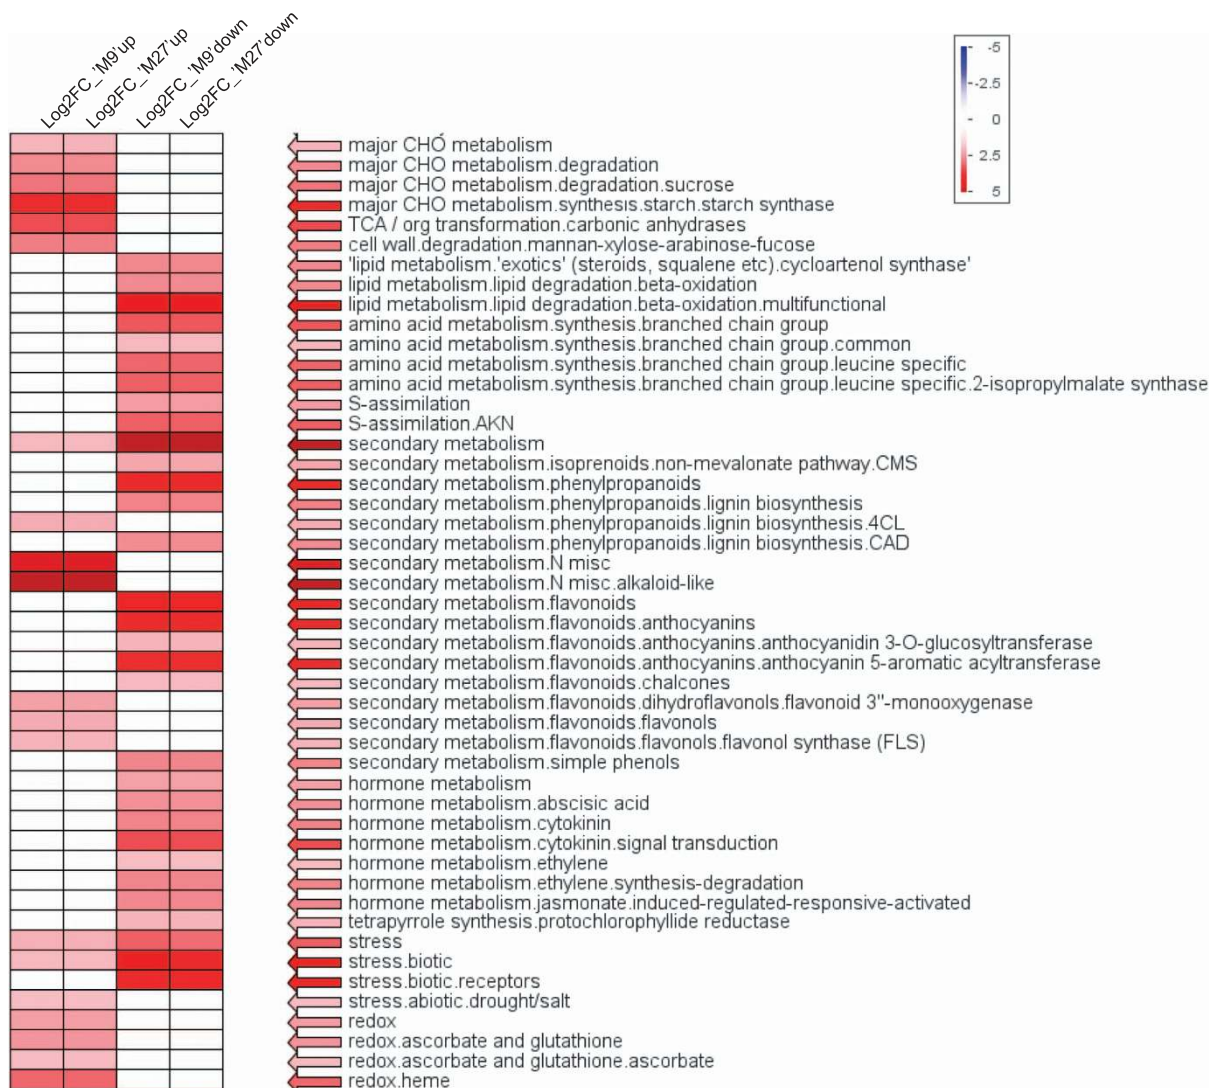 Log2FC_'M9'up
Log2FC_'M27'up
Log2FC_'M9'down
Log2FC_'M27'down
-5
-2.5
0
2.5
5
major CHO metabolism
major CHO metabolism.degradation
major CHO metabolism.degradation.sucrose
major CHO metabolism.synthesis.starch.starch synthase
TCA / org transformation.carbonic anhydrases
cell wall.degradation.mannan-xylose-arabinose-fucose
'lipid metabolism.'exotics' (steroids, squalene etc).cycloartenol synthase'
lipid metabolism.lipid degradation.beta-oxidation
lipid metabolism.lipid degradation.beta-oxidation.multifunctional
amino acid metabolism.synthesis.branched chain group
amino acid metabolism.synthesis.branched chain group.common
amino acid metabolism.synthesis.branched chain group.leucine specific
amino acid metabolism.synthesis.branched chain group.leucine specific.2-isopropylmalate synthase
S-assimilation
S-assimilation.AKN
secondary metabolism
secondary metabolism.isoprenoids.non-mevalonate pathway.CMS
secondary metabolism.phenylpropanoids
secondary metabolism.phenylpropanoids.lignin biosynthesis
secondary metabolism.phenylpropanoids.lignin biosynthesis.4CL
secondary metabolism.phenylpropanoids.lignin biosynthesis.CAD
secondary metabolism.N misc
secondary metabolism.N misc.alkaloid-like
secondary metabolism.flavonoids
secondary metabolism.flavonoids.anthocyanins
secondary metabolism.flavonoids.anthocyanins.anthocyanidin 3-O-glucosyltransferase
secondary metabolism.flavonoids.anthocyanins.anthocyanin 5-aromatic acyltransferase
secondary metabolism.flavonoids.chalcones
secondary metabolism.flavonoids.dihydroflavonols.flavonoid 3"-monooxygenase
secondary metabolism.flavonoids.flavonols
secondary metabolism.flavonoids.flavonols.flavonol synthase (FLS)
secondary metabolism.simple phenols
hormone metabolism
hormone metabolism.abscisic acid
hormone metabolism.cytokinin
hormone metabolism.cytokinin.signal transduction
hormone metabolism.ethylene
hormone metabolism.ethylene.synthesis-degradation
hormone metabolism.jasmonate.induced-regulated-responsive-activated
tetrapyrrole synthesis.protochlorophyllide reductase
stress
stress.biotic
stress.biotic.receptors
stress.abiotic.drought/salt
redox
redox.ascorbate and glutathione
redox.ascorbate and glutathione.ascorbate
redox.heme